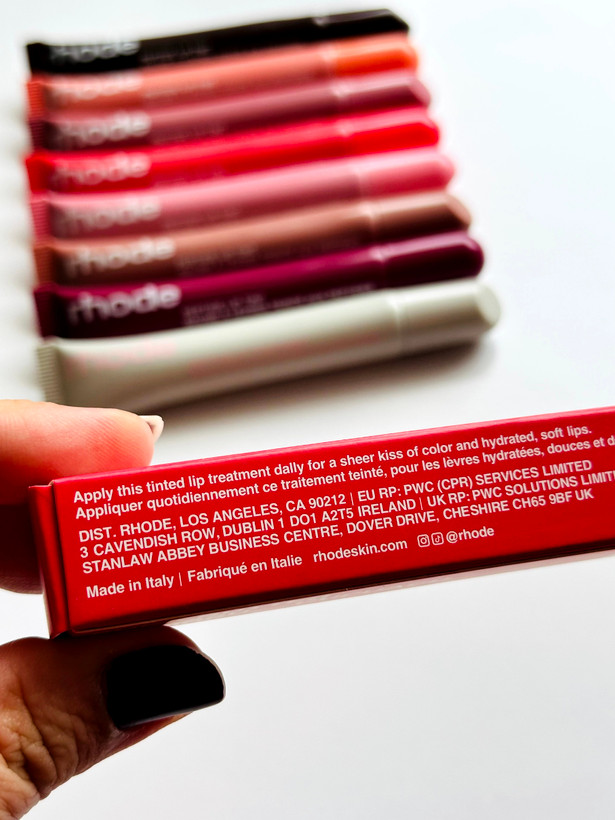 rhode
rhode
rhode
rhode
rhode
rhode
rhode
Apply this tinted lip treatment daily for a sheer kiss of color and hydrated, soft lips.
Appliquer quotidiennement ce traitement teinté, pour les lèvres hydratées, douces et
DIST. RHODE, LOS ANGELES, CA 90212 | EU RP: PWC (CPR) SERVICES LIMITED
3 CAVENDISH ROW, DUBLIN 1 DO1 A2T5 IRELAND | UK RP: PWC SOLUTIONS
STANLAW ABBEY BUSINESS CENTRE, DOVER DRIVE, CHESHIRE CH65 9BF UK
Made in Italy | Fabriqué en Italie rhodeskin.com @rhode